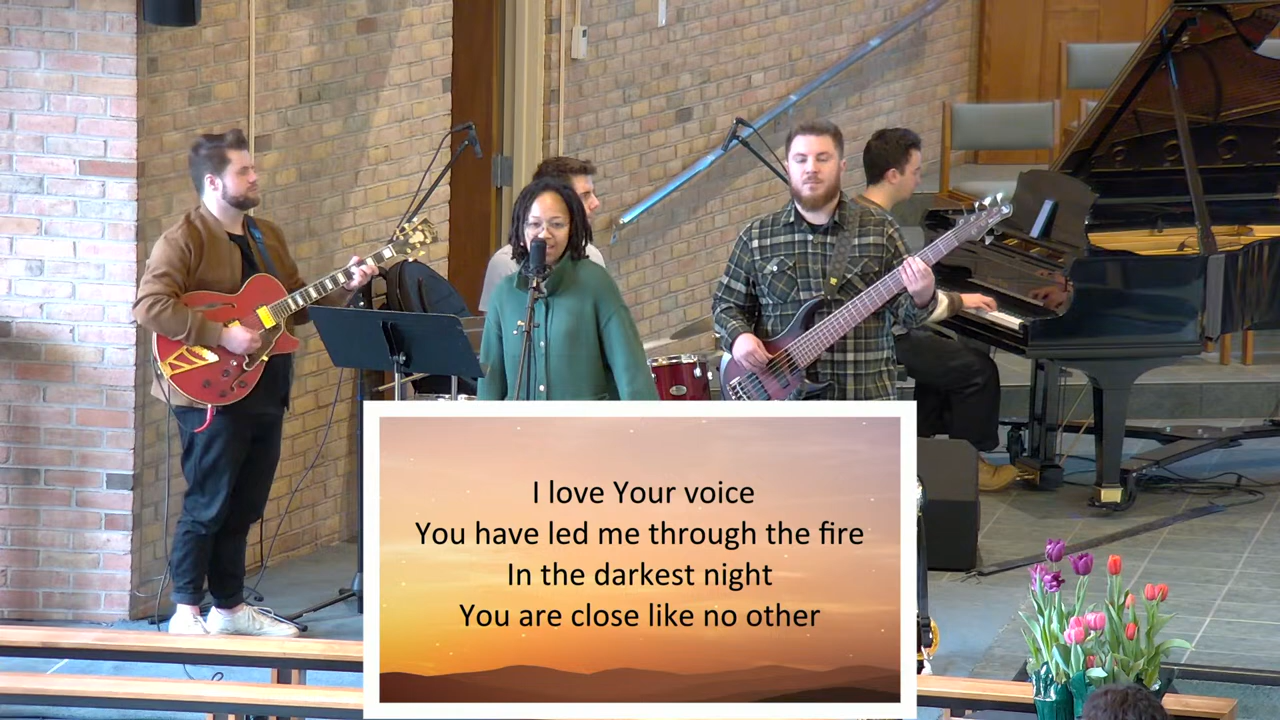 I love Your voice
You have led me through the fire
In the darkest night
You are close like no other